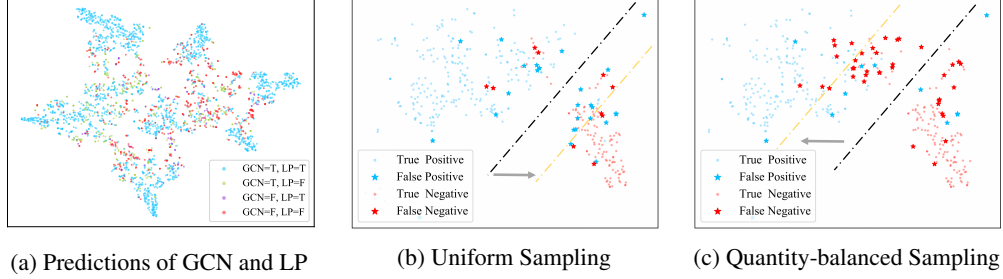 GCN=T, LP=T
GCN=T, LP=F
GCN=F, LP=T
GCN=F, LP=F
True Positive
False Positive
True Negative
False Negative
True Positive
False Positive
True Negative
False Negative
(a) Predictions of GCN and LP
(b) Uniform Sampling
(c) Quantity-balanced Sampling